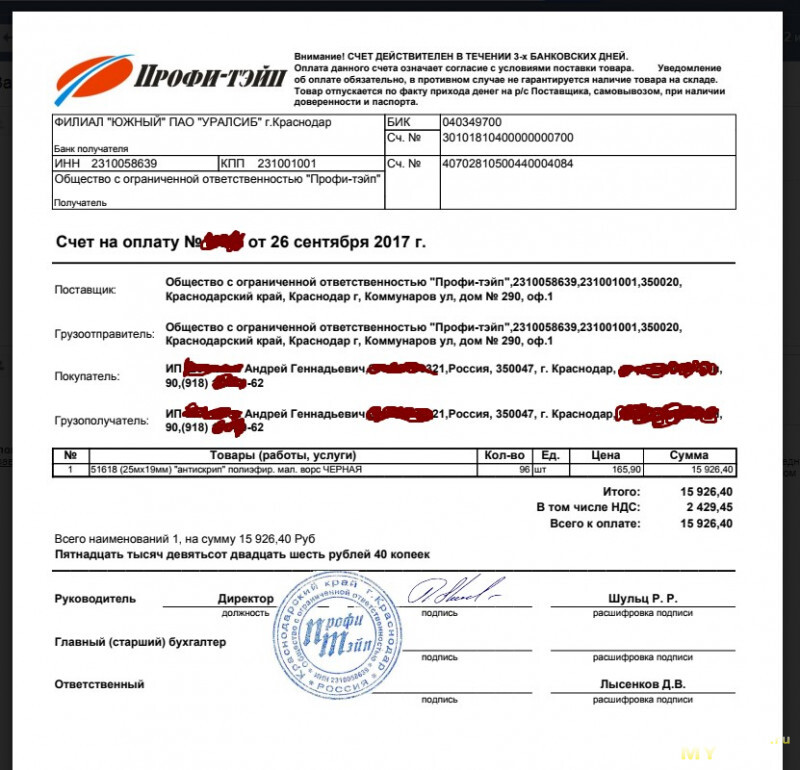 Профи-тэйп
Внимание! СЧЕТ ДЕЙСТВИТЕЛЕН В ТЕЧЕНИИ 3-х БАНКОВСКИХ ДНЕЙ.
Оплата данного счета означает согласие с условиями поставки товара. Уведомление
об оплате обязательно, в противном случае не гарантируется наличие товара на складе.
Товар отпускается по факту прихода денег на р/с Поставщика, самовывозом, при наличии
доверенности и паспорта.
ФИЛИАЛ "ЮЖНЫЙ" ПАО "УРАЛСИБ" г.Краснодар БИК 040349700
Сч. № 30101810400000000700
Банк получателя
ИНН 2310058639 КПП 231001001 Сч. № 40702810500440004084
Общество с ограниченной ответственностью "Профи-тэйп"
Получатель
Счет на оплату № от 26 сентября 2017 г.
Поставщик: Общество с ограниченной ответственностью "Профи-тэйп",2310058639,231001001,350020,
Краснодарский край, Краснодар г, Коммунаров ул, дом № 290, оф.1
Грузоотправитель: Общество с ограниченной ответственностью "Профи-тэйп",2310058639,231001001,350020,
Краснодарский край, Краснодар г, Коммунаров ул, дом № 290, оф.1
Покупатель: ИП Андрей Геннадьевич, 21,Россия, 350047, г. Краснодар,
90,(918) -62
Грузополучатель: ИП Андрей Геннадьевич, 21,Россия, 350047, г. Краснодар,
90,(918) -62
№ Товары (работы, услуги) Кол-во Ед. Цена Сумма
1 51618 (25мх19мм) "антискрип" полиэфир. мал. ворс ЧЕРНАЯ 96 шт 165,90 15 926,40
Итого: 15 926,40
В том числе НДС: 2 429,45
Всего к оплате: 15 926,40
Всего наименований 1, на сумму 15 926,40 Руб
Пятнадцать тысяч девятьсот двадцать шесть рублей 40 копеек
Руководитель Директор Шульц Р. Р.
должность подпись расшифровка подписи
Главный (старший) бухгалтер
подпись расшифровка подписи
Ответственный Лысенков Д.В.
подпись расшифровка подписи
Краснодарский край г.Краснодар
Общество с ограниченной ответственностью
Профи
Тэйп
ИНН 2310058639
РОССИЯ
MY